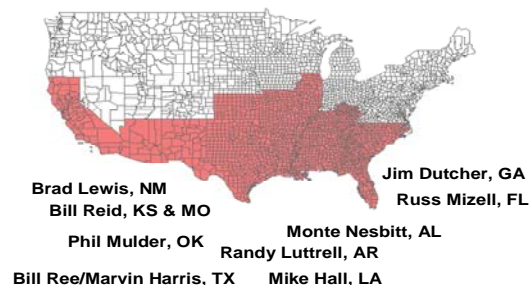 Jim Dutcher, GA
Brad Lewis, NM
Russ Mizell, FL
Bill Reid, KS & MO
Monte Nesbitt, AL
Phil Mulder, OK
Randy Luttrell, AR
Bill Ree/Marvin Harris, TX
Mike Hall, LA